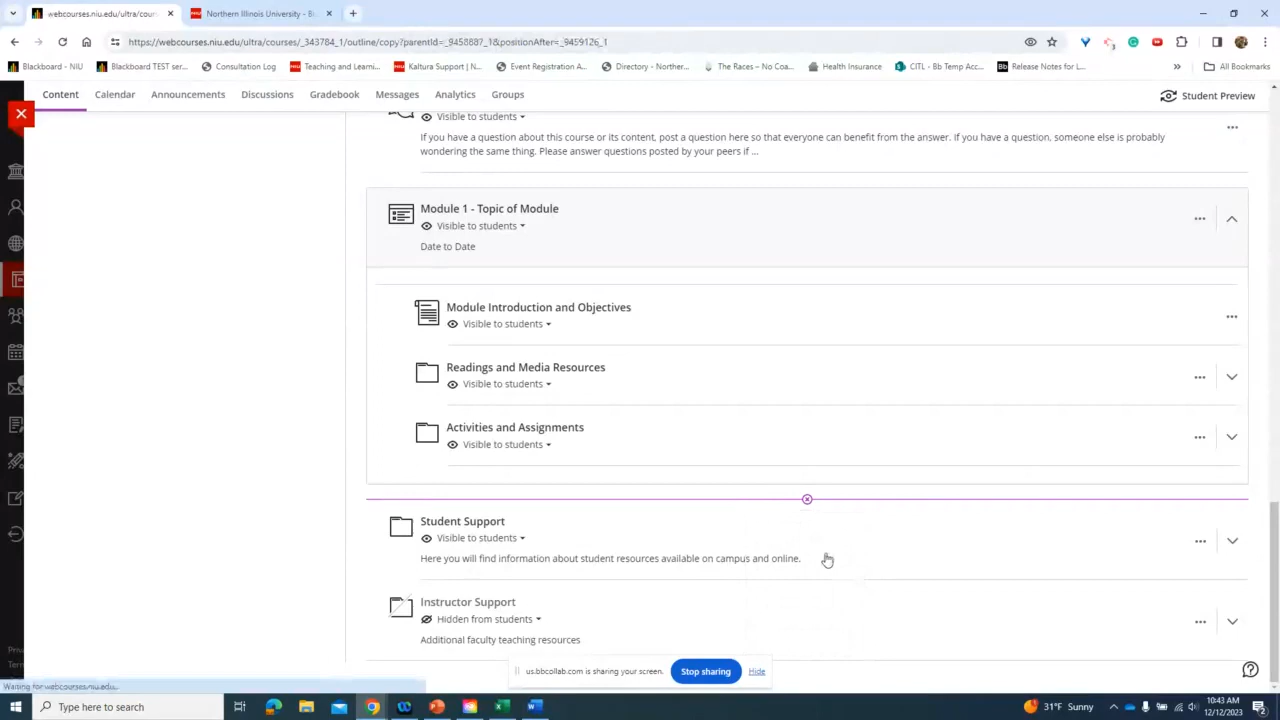 webcourses.niu.edu/ultra/cours
Northern Illinois University - Bl
https://webcourses.niu.edu/ultra/courses/_343784_1/outline/copy?parentId=_9458887_1&positionAfter=_9459126_1
Blackboard - NIU
Blackboard TEST ser...
Consultation Log
Teaching and Learni...
Kaltura Support | N...
Event Registration A...
Directory - Norther...
The Races – No Coa...
Health Insurance
CITL - Bb Temp Acc...
Release Notes for L...
»
All Bookmarks
Content
Calendar
Announcements
Discussions
Gradebook
Messages
Analytics
Groups
Student Preview
Visible to students
If you have a question about this course or its content, post a question here so that everyone can benefit from the answer. If you have a question, someone else is probably
wondering the same thing. Please answer questions posted by your peers if ...
Module 1 - Topic of Module
Visible to students
Date to Date
Module Introduction and Objectives
Visible to students
Readings and Media Resources
Visible to students
Activities and Assignments
Visible to students
Student Support
Visible to students
Here you will find information about student resources available on campus and online.
Instructor Support
Hidden from students
Additional faculty teaching resources
Priv
Tern
us.bbcollab.com is sharing your screen.
Stop sharing
Hide
Waiting for webcourses.niu.edu...
Type here to search
31°F Sunny
10:43 AM
12/12/2023
2